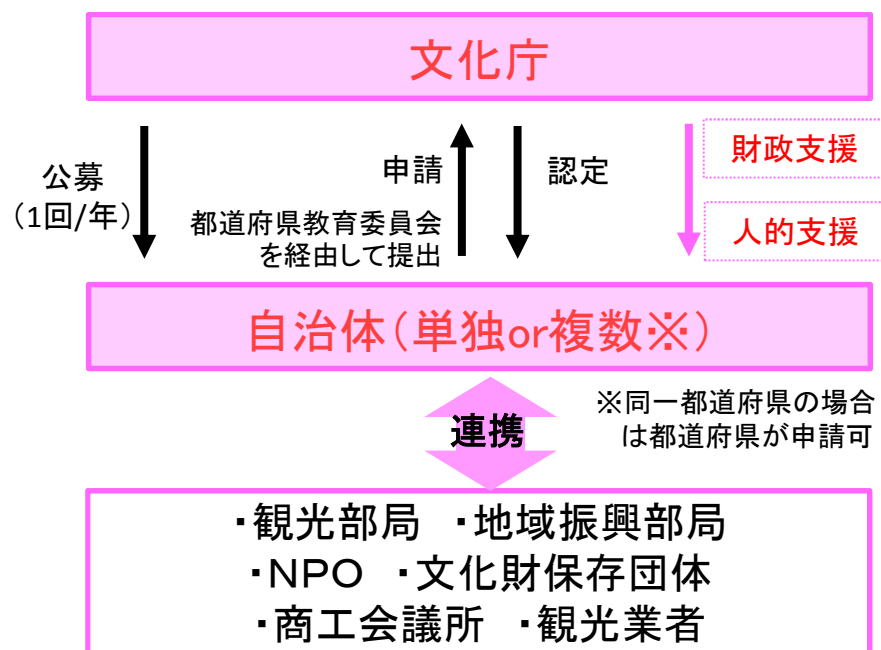 文化庁
公募
（1回/年）
申請
都道府県教育委員会
を経由して提出
認定
財政支援
人的支援
自治体（単独or複数※）
連携
※同一都道府県の場合
は都道府県が申請可
・観光部局　・地域振興部局
・ＮＰＯ　・文化財保存団体
・商工会議所　・観光業者